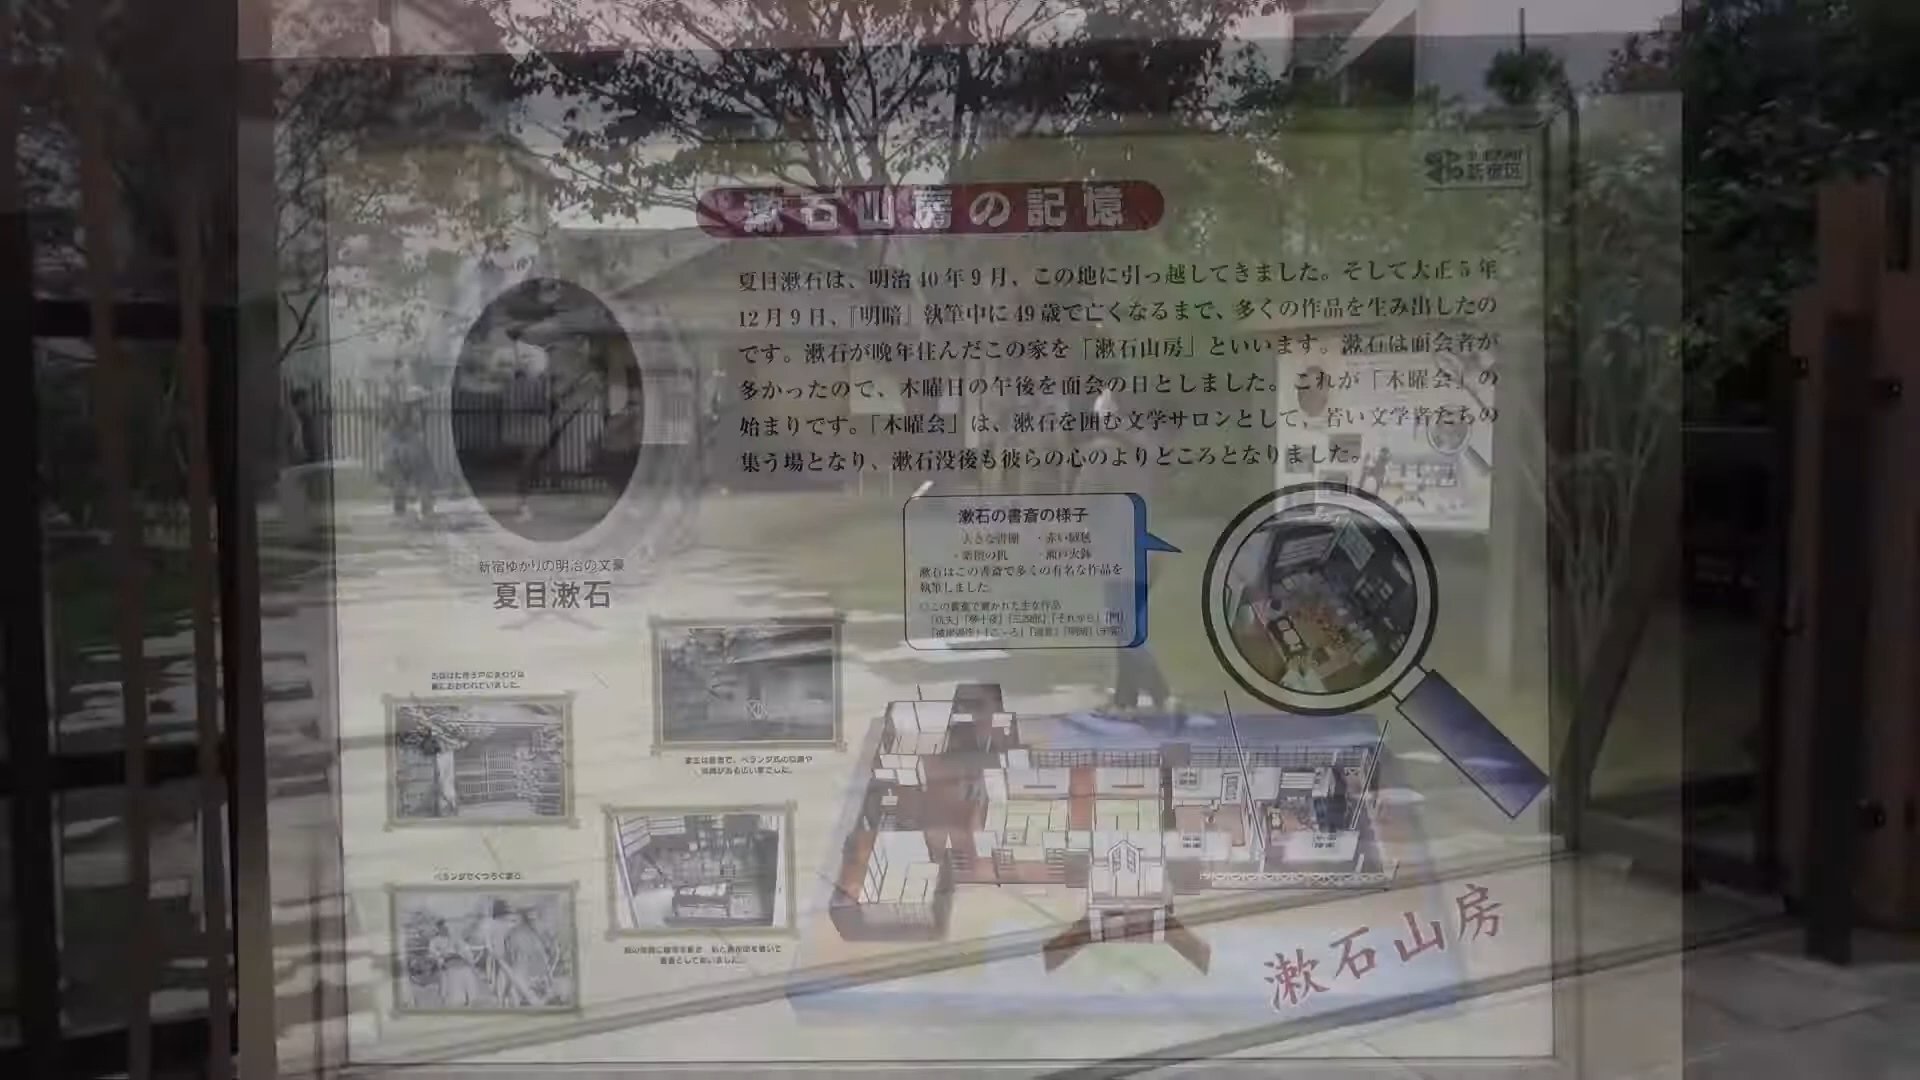 漱石山房の記憶
新宿区
夏目漱石は、明治40年9月、この地に引っ越してきました。そして大正5年
12月9日、『明暗』執筆中に49歳で亡くなるまで、多くの作品を生み出したの
です。漱石が晩年住んだこの家を「漱石山房」といいます。漱石は面会者が
多かったので、木曜日の午後を面会の日としました。これが「木曜会」の
始まりです。「木曜会」は、漱石を囲む文学サロンとして、若い文学者たちの
集う場となり、漱石没後も彼らの心のよりどころとなりました。
新宿ゆかりの明治の文豪
夏目漱石
漱石の書斎の様子
漱石はこの書斎で多くの有名な作品を
執筆しました。
ベランダでくつろぐ漱石
漱石山房